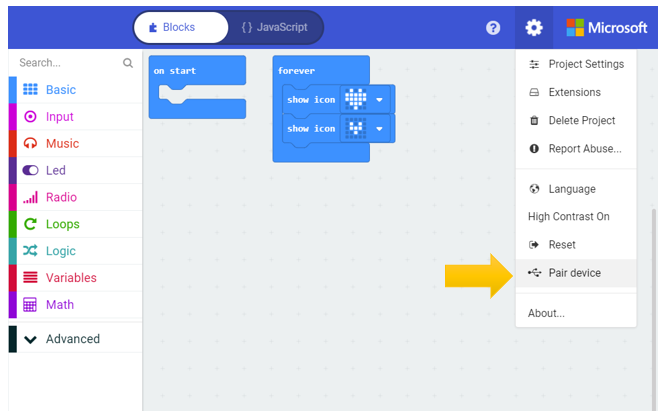 Blocks
{ } JavaScript
?
Microsoft
Search...
Basic
Input
Music
Led
Radio
Loops
Logic
Variables
Math
Advanced
on start
forever
show icon
show icon
Project Settings
Extensions
Delete Project
Report Abuse...
Language
High Contrast On
Reset
Pair device
About...